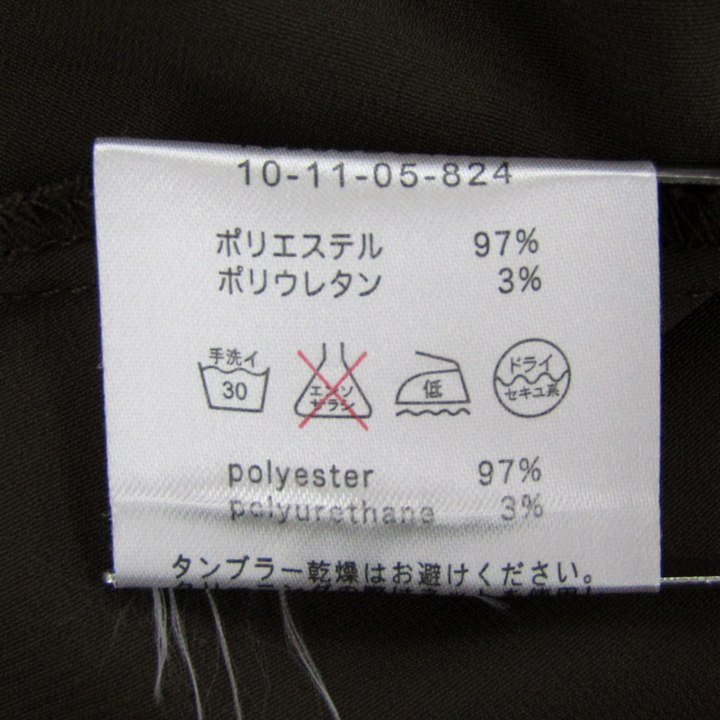 10-11-05-824
ポリエステル 97%
ポリウレタン 3%
手洗イ
30
エンソ
サラシ
低
ドライ
セキユ系
polyester 97%
polyurethane 3%
タンブラー乾燥はお避けください。